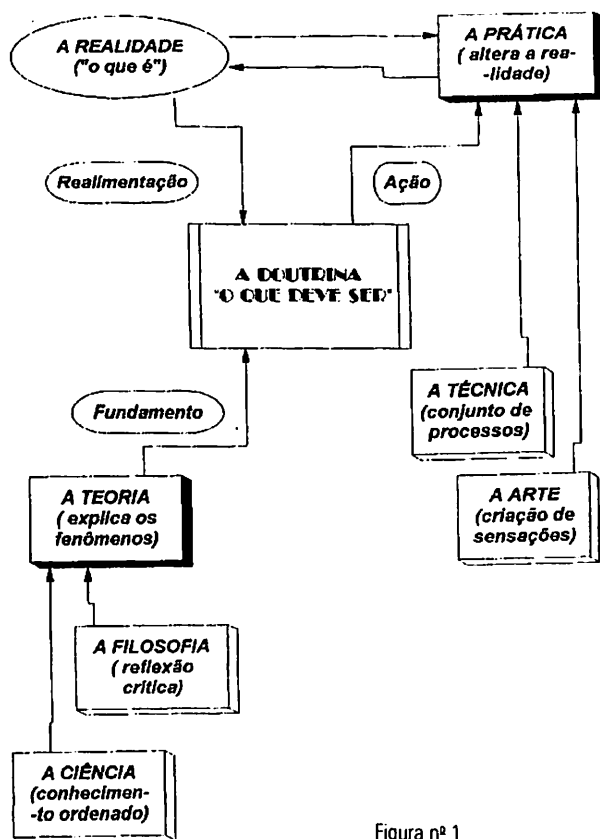 A REALIDADE
("o que é")
A PRÁTICA
( altera a rea-
-lidade)
Realimentação
Ação
A DOUTRINA
"O QUE DEVE SER"
Fundamento
A TÉCNICA
(conjunto de
processos)
A TEORIA
( explica os
fenômenos)
A ARTE
(criação de
sensações)
A FILOSOFIA
( reflexão
crítica)
A CIÊNCIA
(conhecimen-
-to ordenado)
Figura nº 1